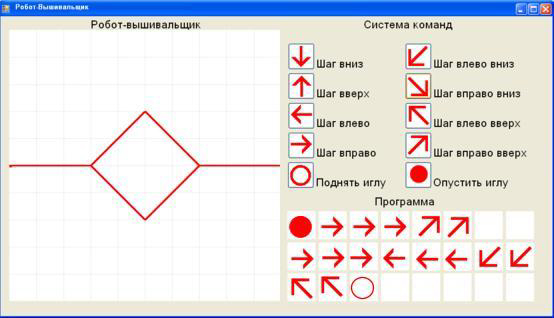 Робот-Вышивальщик
Робот-вышивальщик
Система команд
Шаг вниз
Шаг влево вниз
Шаг вверх
Шаг вправо вниз
Шаг влево
Шаг влево вверх
Шаг вправо
Шаг вправо вверх
Поднять иглу
Опустить иглу
Программа